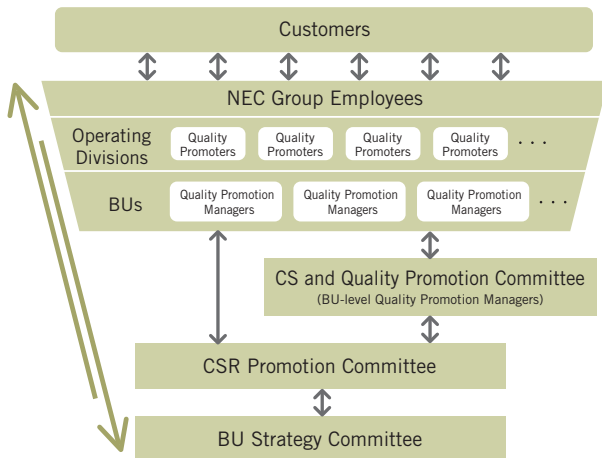 Customers
NEC Group Employees
Operating
Divisions
Quality
Promoters
Quality
Promoters
Quality
Promoters
Quality
Promoters
. . .
BUs
Quality Promotion
Managers
Quality Promotion
Managers
Quality Promotion
Managers
. . .
CS and Quality Promotion Committee
(BU-level Quality Promotion Managers)
CSR Promotion Committee
BU Strategy Committee